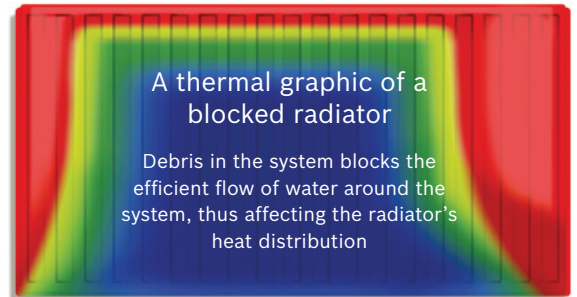 A thermal graphic of a
blocked radiator
Debris in the system blocks the
efficient flow of water around the
system, thus affecting the radiator’s
heat distribution